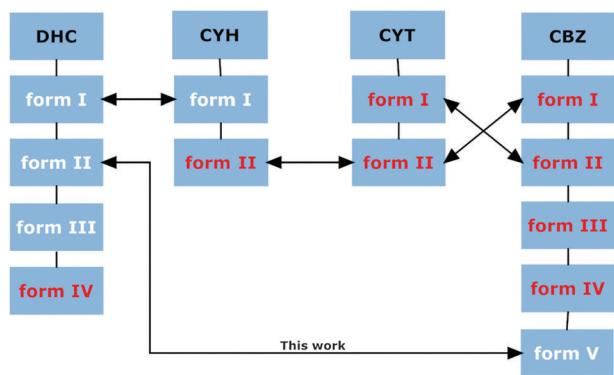 DHC
CYH
CYT
CBZ
form I
form I
form I
form I
form II
form II
form II
form II
form III
form III
form IV
form IV
This work
form V